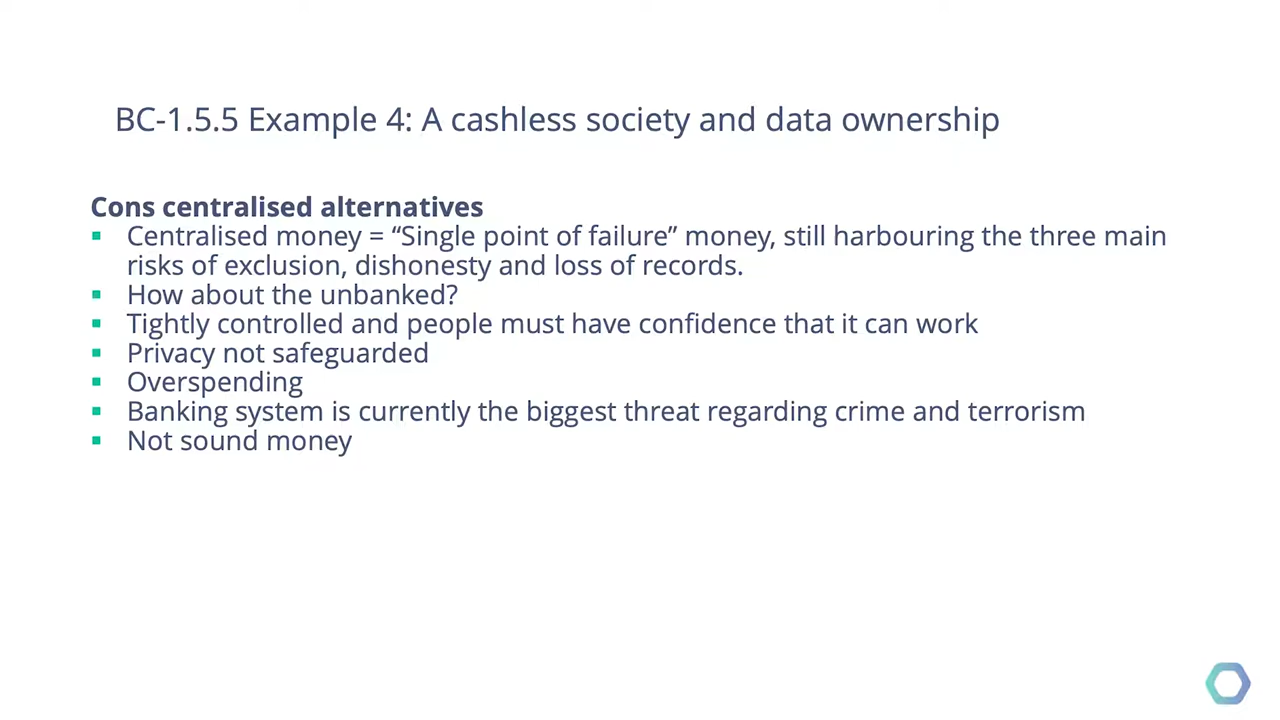 BC-1.5.5 Example 4: A cashless society and data ownership
Cons centralised alternatives
▪ Centralised money = “Single point of failure” money, still harbouring the three main
risks of exclusion, dishonesty and loss of records.
▪ How about the unbanked?
▪ Tightly controlled and people must have confidence that it can work
▪ Privacy not safeguarded
▪ Overspending
▪ Banking system is currently the biggest threat regarding crime and terrorism
▪ Not sound money